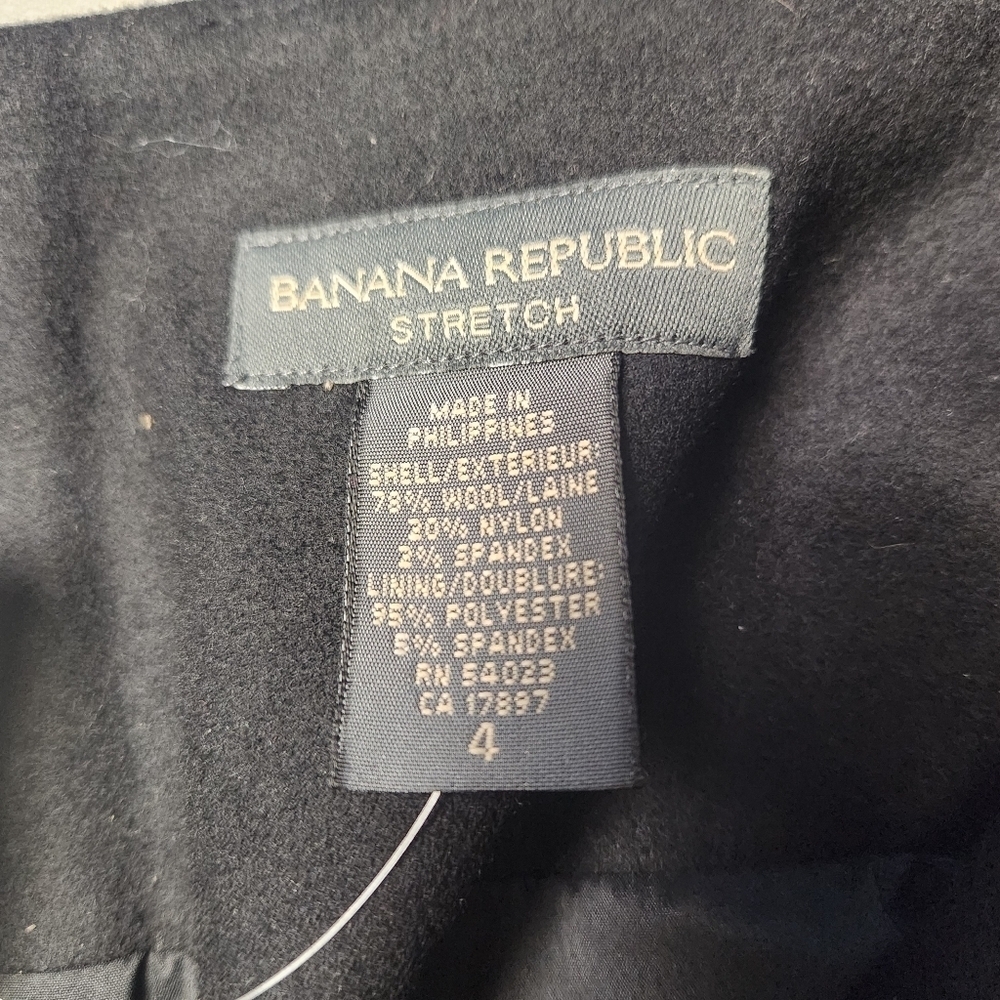 BANANA REPUBLIC
STRETCH
MADE IN
PHILIPPINES
SHELL/EXTERIEUR:
78% WOOL/LAINE
20% NYLON
2% SPANDEX
LINING/DOUBLURE:
95% POLYESTER
5% SPANDEX
RN 54023
CA 17897
4